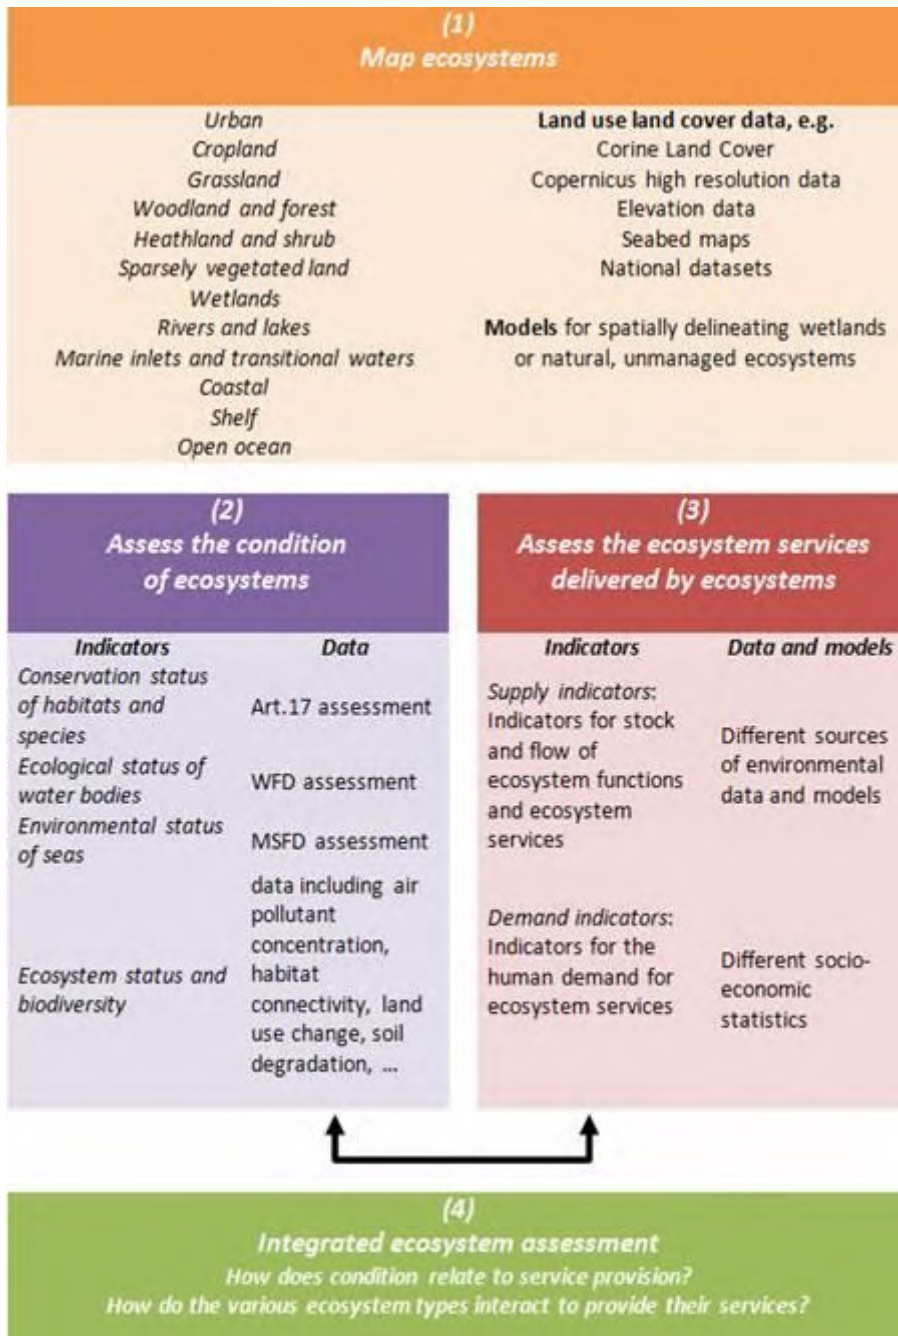 (1)
Map ecosystems
Urban
Cropland
Grassland
Woodland and forest
Heathland and shrub
Sparsely vegetated land
Wetlands
Rivers and lakes
Marine inlets and transitional waters
Coastal
Shelf
Open ocean
Land use land cover data, e.g.
Corine Land Cover
Copernicus high resolution data
Elevation data
Seabed maps
National datasets
Models for spatially delineating wetlands
or natural, unmanaged ecosystems
(2)
Assess the condition
of ecosystems
Indicators
Data
Conservation status
of habitats and
species
Art.17 assessment
Ecological status of
water bodies
WFD assessment
Environmental status
of seas
MSFD assessment
Ecosystem status and
biodiversity
data including air
pollutant
concentration,
habitat
connectivity, land
use change, soil
degradation, ...
(3)
Assess the ecosystem services
delivered by ecosystems
Indicators
Data and models
Supply indicators:
Indicators for stock
and flow of
ecosystem functions
and ecosystem
services
Different sources
of environmental
data and models
Demand indicators:
Indicators for the
human demand for
ecosystem services
Different socio-
economic
statistics
(4)
Integrated ecosystem assessment
How does condition relate to service provision?
How do the various ecosystem types interact to provide their services?